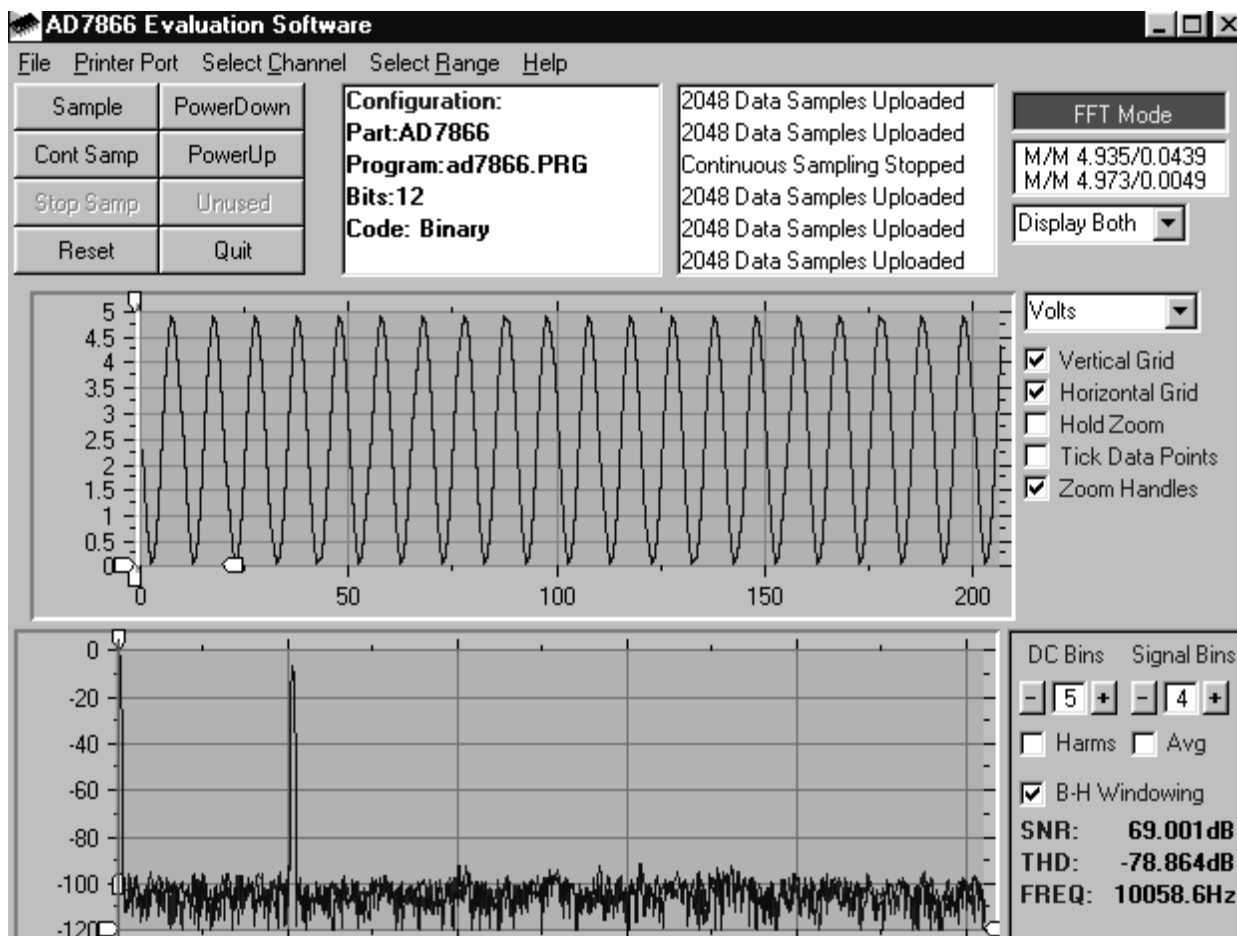 AD7866 Evaluation Software
File Printer Port Select Channel Select Range Help
Sample PowerDown
Cont Samp PowerUp
Stop Samp Unused
Reset Quit
Configuration:
Part:AD7866
Program:ad7866.PRG
Bits:12
Code: Binary
2048 Data Samples Uploaded
2048 Data Samples Uploaded
Continuous Sampling Stopped
2048 Data Samples Uploaded
2048 Data Samples Uploaded
2048 Data Samples Uploaded
FFT Mode
M/M 4.935/0.0439
M/M 4.973/0.0049
Display Both
5
4.5
4
3.5
3
2.5
2
1.5
1
0.5
0
0 50 100 150 200
Volts
Vertical Grid
Horizontal Grid
Hold Zoom
Tick Data Points
Zoom Handles
0
-20
-40
-60
-80
-100
-120
DC Bins Signal Bins
- 5 + - 4 +
Harms Avg
B-H Windowing
SNR: 69.001dB
THD: -78.864dB
FREQ: 10058.6Hz